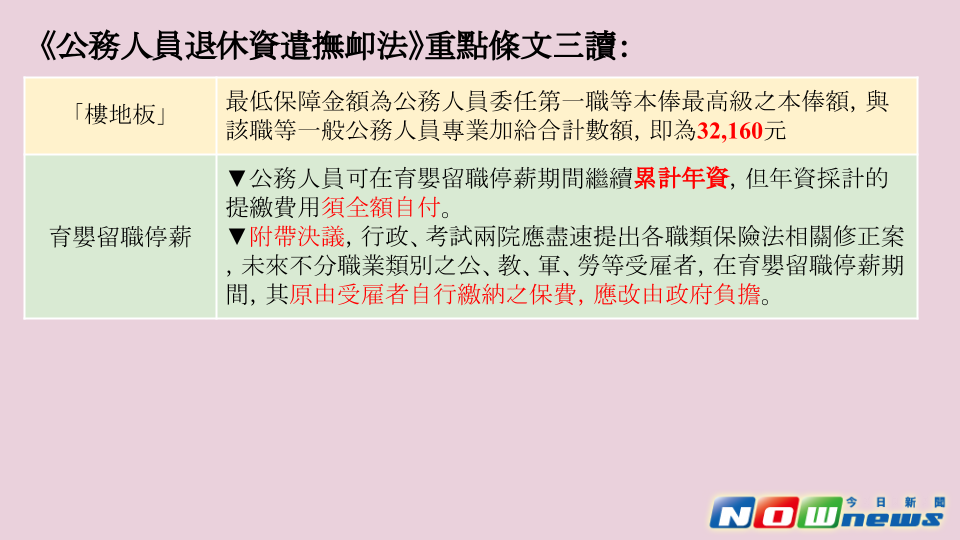 《公務人員退休資遣撫卹法》重點條文三讀：
「樓地板」
最低保障金額為公務人員委任第一職等本俸最高級之本俸額，與
該職等一般公務人員專業加給合計數額，即為32,160元
育嬰留職停薪
▼公務人員可在育嬰留職停薪期間繼續累計年資，但年資採計的
提繳費用須全額自付。
▼附帶決議，行政、考試兩院應盡速提出各職類保險法相關修正案
，未來不分職業類別之公、教、軍、勞等受雇者，在育嬰留職停薪期
間，其原由受雇者自行繳納之保費，應改由政府負擔。
今日新聞
NOWnews